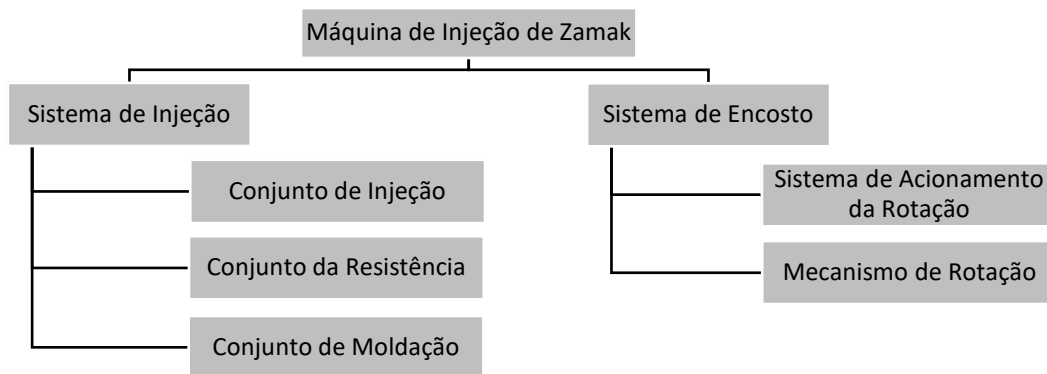 Máquina de Injeção de Zamak
Sistema de Injeção
Sistema de Encosto
Conjunto de Injeção
Sistema de Acionamento
da Rotação
Conjunto da Resistência
Mecanismo de Rotação
Conjunto de Moldação